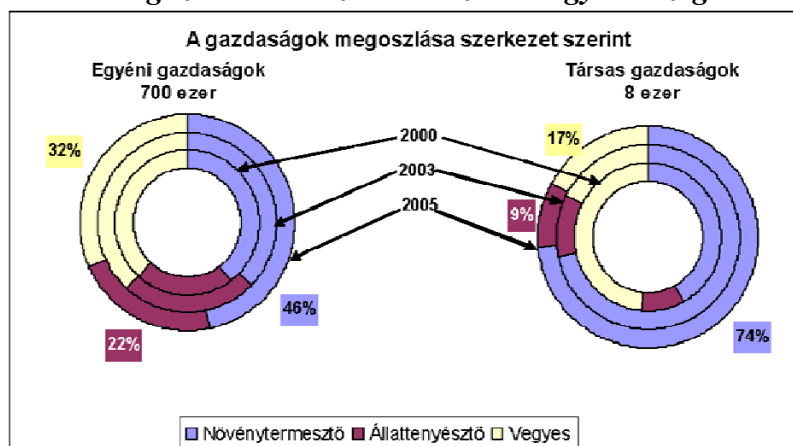 A gazdaságok megoszlása szerkezet szerint
Egyéni gazdaságok
700 ezer
Társas gazdaságok
8 ezer
2000
2003
2005
32%
46%
22%
17%
9%
74%
Növénytermesztő Állattenyésztő Vegyes